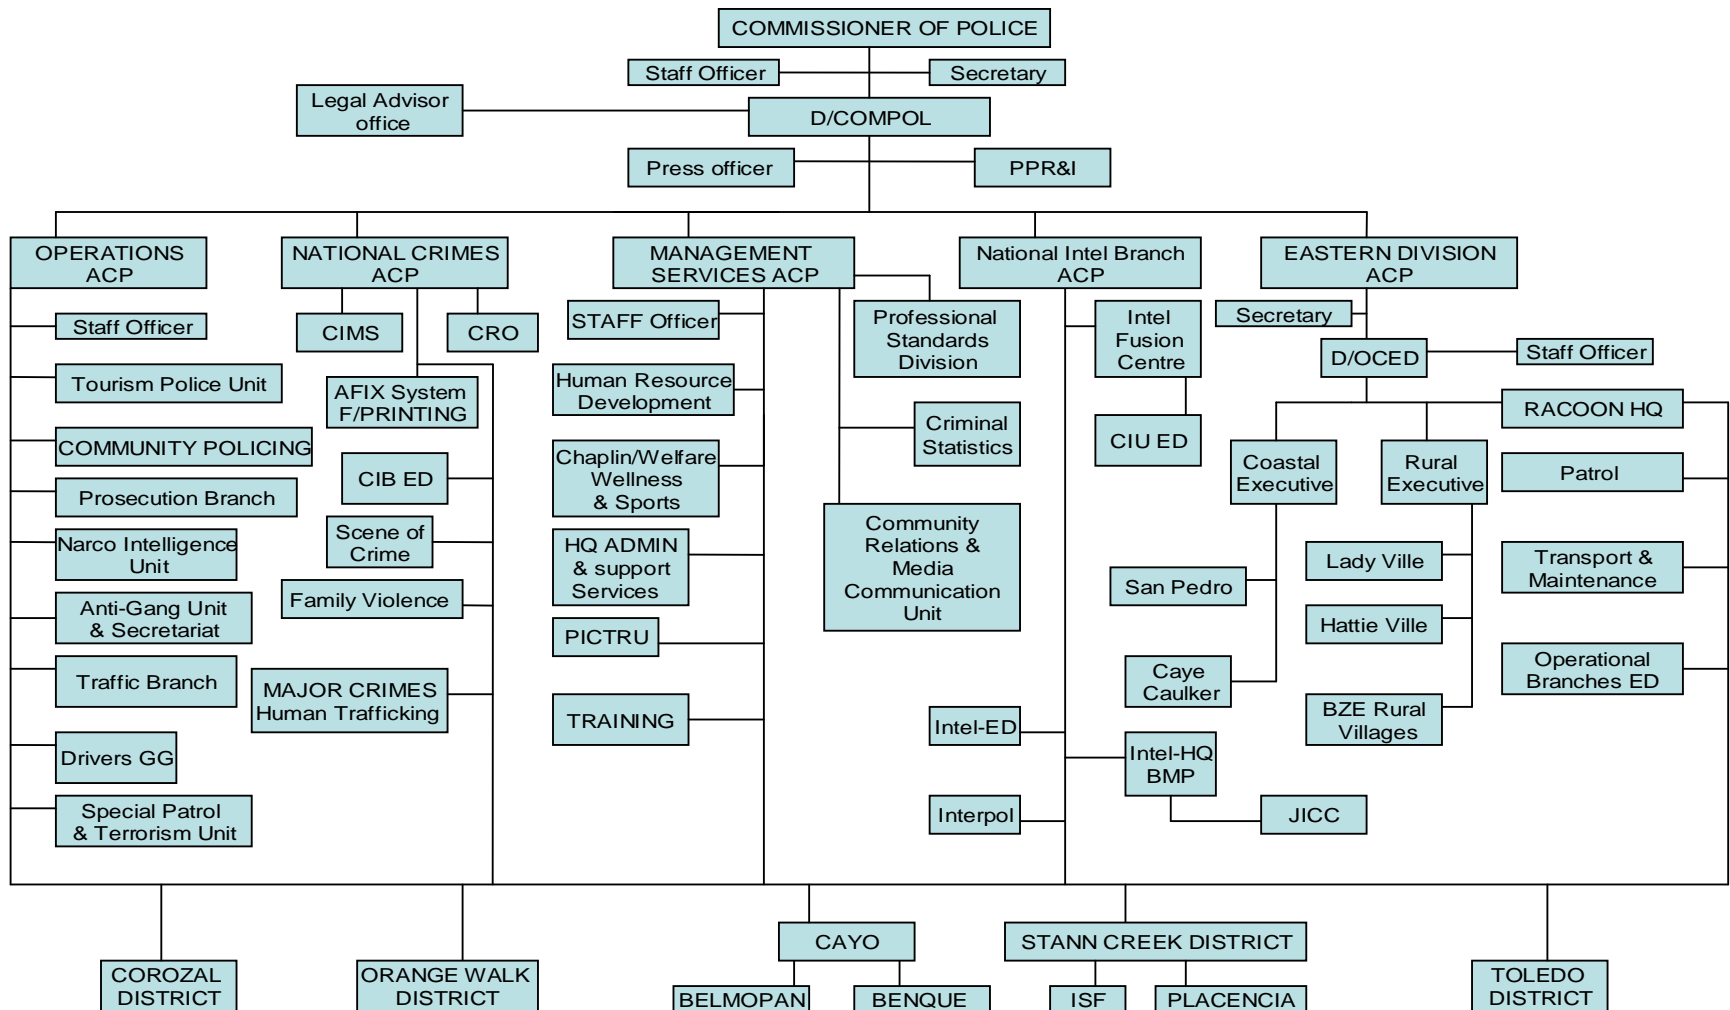 COMMISSIONER OF POLICE
Staff Officer
Secretary
Legal Advisor
office
D/COMPOL
Press officer
PPR&I
OPERATIONS
ACP
NATIONAL CRIMES
ACP
MANAGEMENT
SERVICES ACP
National Intel Branch
ACP
EASTERN DIVISION
ACP
Staff Officer
Tourism Police Unit
COMMUNITY POLICING
Prosecution Branch
Narco Intelligence
Unit
Anti-Gang Unit
& Secretariat
Traffic Branch
Drivers GG
Special Patrol
& Terrorism Unit
CIMS
CRO
AFIX System
F/PRINTING
CIB ED
Scene of
Crime
Family Violence
MAJOR CRIMES
Human Trafficking
STAFF Officer
Human Resource
Development
Chaplin/Welfare
Wellness
& Sports
HQ ADMIN
& support
Services
PICTRU
TRAINING
Professional
Standards
Division
Criminal
Statistics
Community
Relations &
Media
Communication
Unit
Intel
Fusion
Centre
CIU ED
Intel-ED
Intel-HQ
BMP
Interpol
JICC
Secretary
D/OCED
Staff Officer
Coastal
Executive
Rural
Executive
RACOON HQ
Patrol
Transport &
Maintenance
Operational
Branches ED
San Pedro
Caye
Caulker
Lady Ville
Hattie Ville
BZE Rural
Villages
COROZAL
DISTRICT
ORANGE WALK
DISTRICT
CAYO
BELMOPAN
BENQUE
STANN CREEK DISTRICT
ISF
PLACENCIA
TOLEDO
DISTRICT